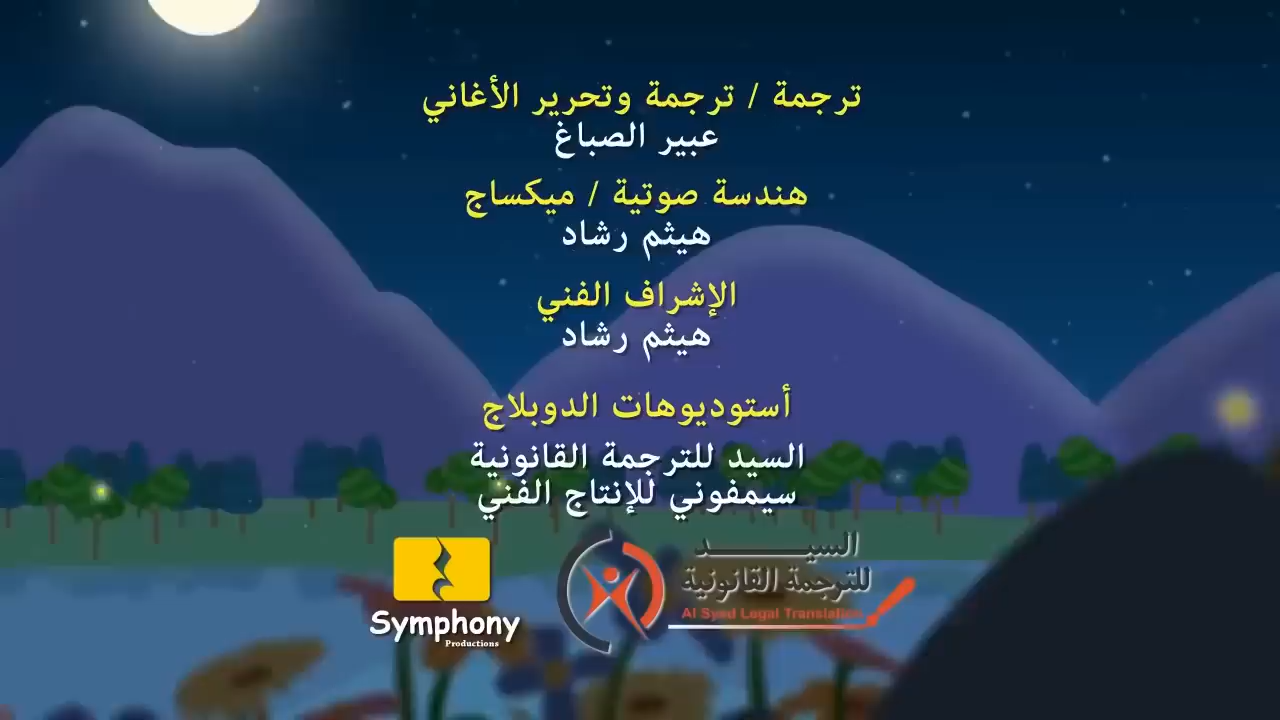 ترجمة / ترجمة وتحرير الأغاني
عبير الصباغ
هندسة صوتية / ميكساج
هيثم رشاد
الإشراف الفني
هيثم رشاد
أستوديوهات الدوبلاج
السيد للترجمة القانونية
سيمفوني للإنتاج الفني
السيــــــد
للترجمة القانونية
Al Syed Legal Translation
Symphony
Productions